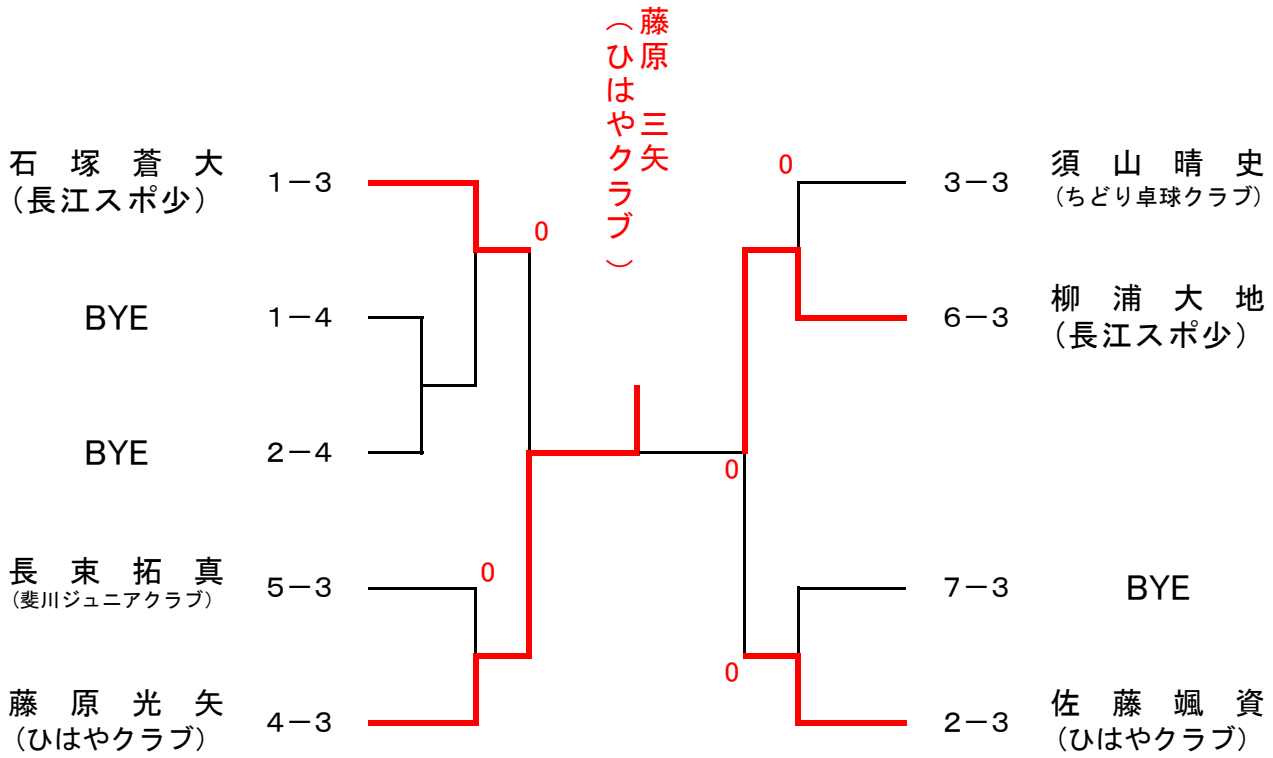 藤原 三矢
（ひはやクラブ）
石塚蒼大
（長江スポ少）
1－3
0
BYE
1－4
BYE
2－4
長束拓真
（斐川ジュニアクラブ）
5－3
0
藤原光矢
（ひはやクラブ）
4－3
0
3－3
須山晴史
（ちどり卓球クラブ）
6－3
柳浦大地
（長江スポ少）
0
7－3
BYE
0
2－3
佐藤颯資
（ひはやクラブ）